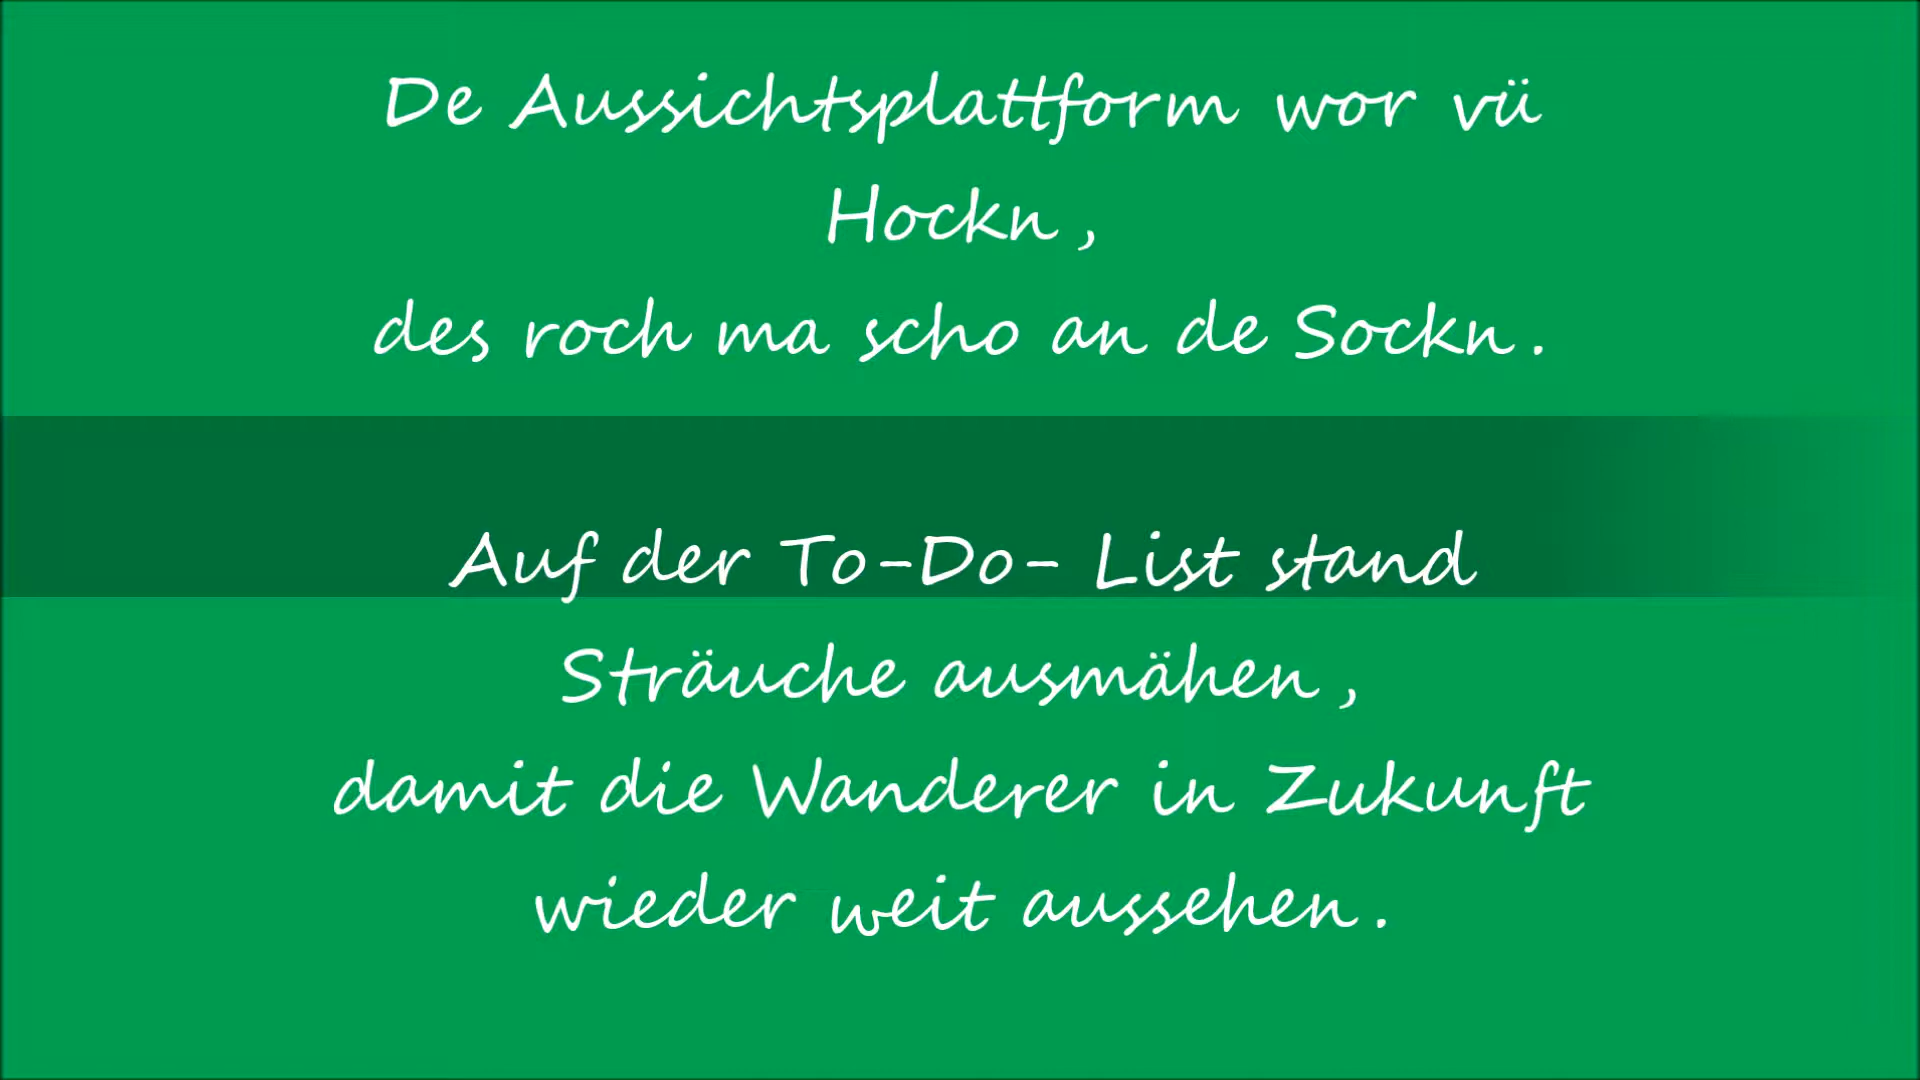 De Aussichtsplattform wor vü
Hockn,
des roch ma scho an de Sockn.
Auf der To-Do- List stand
Sträuche ausmähen,
damit die Wanderer in Zukunft
wieder weit aussehen.